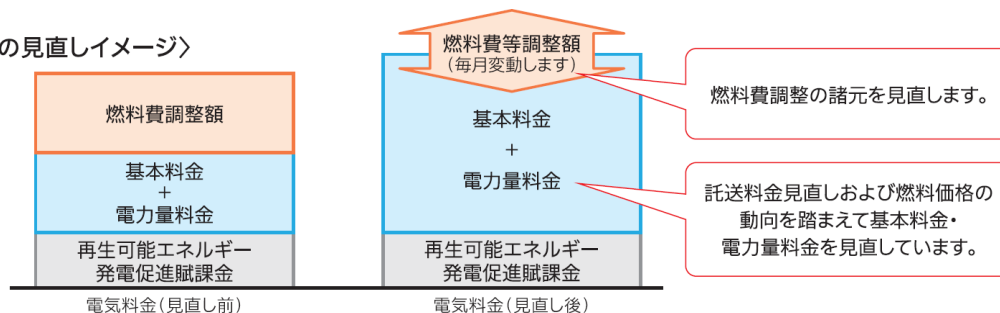 の見直しイメージ〉
燃料費調整額
基本料金
+
電力量料金
再生可能エネルギー
発電促進賦課金
電気料金(見直し前)
燃料費等調整額
(毎月変動します)
基本料金
+
電力量料金
再生可能エネルギー
発電促進賦課金
電気料金(見直し後)
燃料費調整の諸元を見直します。
託送料金見直しおよび燃料価格の
動向を踏まえて基本料金・
電力量料金を見直しています。